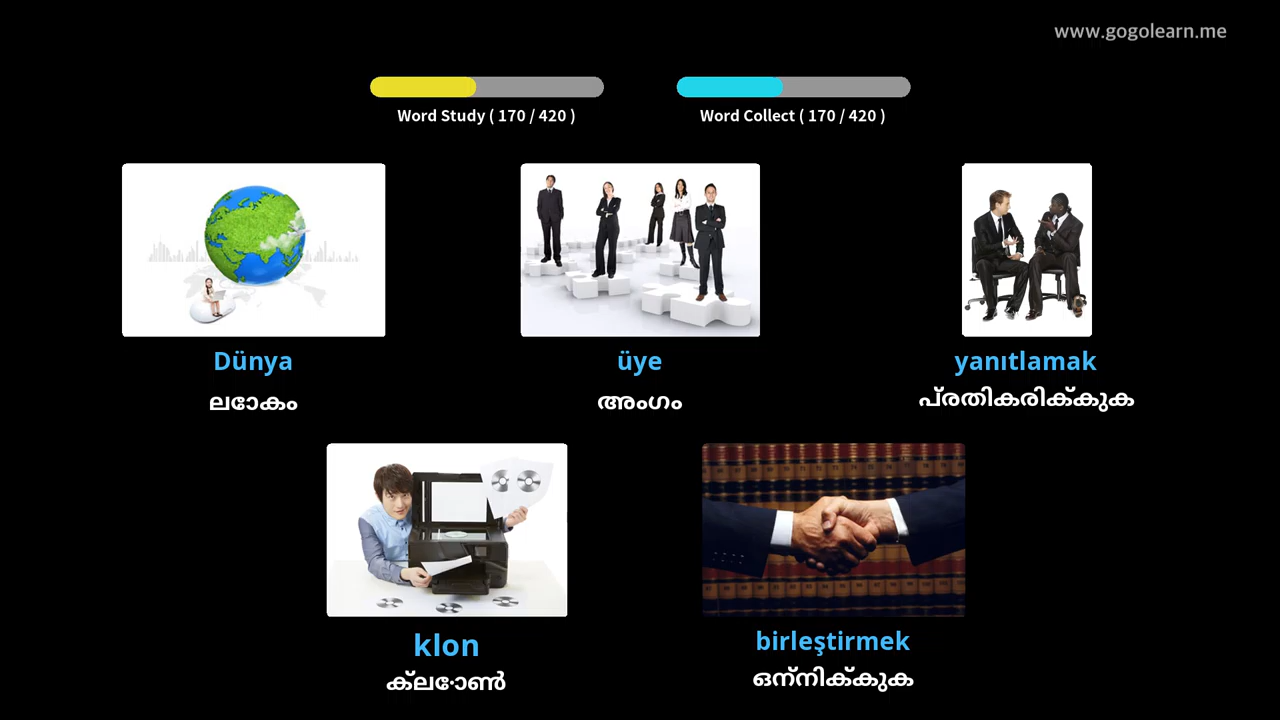 www.gogolearn.me
Word Study ( 170 / 420 )
Word Collect ( 170 / 420 )
Dünya
üye
yanıtlamak
ലോകം
അംഗം
പ്രതികരിക്കുക
klon
birleştirmek
ക്ലോൺ
ഒന്നിക്കുക